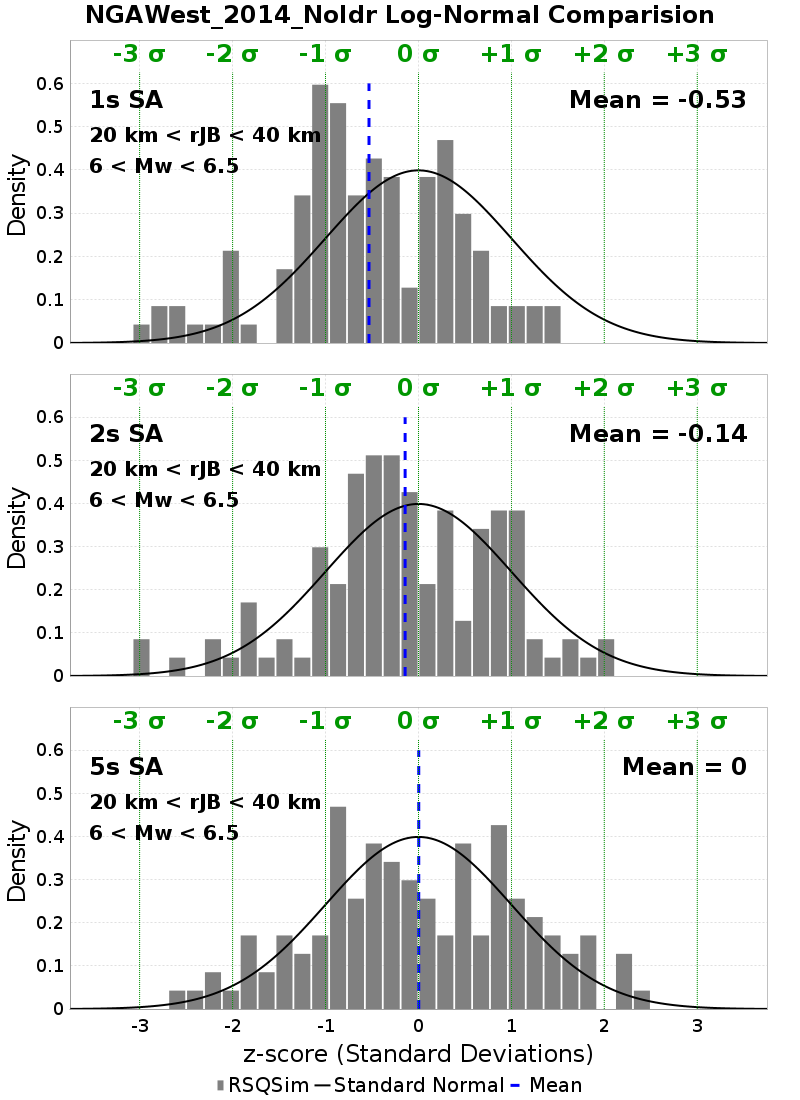 NGAWest_2014_NoIdr Log-Normal Comparision
-3 σ -2 σ -1 σ 0 σ +1 σ +2 σ +3 σ
1s SA
Mean = -0.53
20 km < rJB < 40 km
6 < Mw < 6.5
Density
0.6
0.5
0.4
0.3
0.2
0.1
0
-3 σ -2 σ -1 σ 0 σ +1 σ +2 σ +3 σ
2s SA
Mean = -0.14
20 km < rJB < 40 km
6 < Mw < 6.5
Density
0.6
0.5
0.4
0.3
0.2
0.1
0
-3 σ -2 σ -1 σ 0 σ +1 σ +2 σ +3 σ
5s SA
Mean = 0
20 km < rJB < 40 km
6 < Mw < 6.5
Density
0.6
0.5
0.4
0.3
0.2
0.1
0
-3 -2 -1 0 1 2 3
z-score (Standard Deviations)
RSQSim Standard Normal Mean